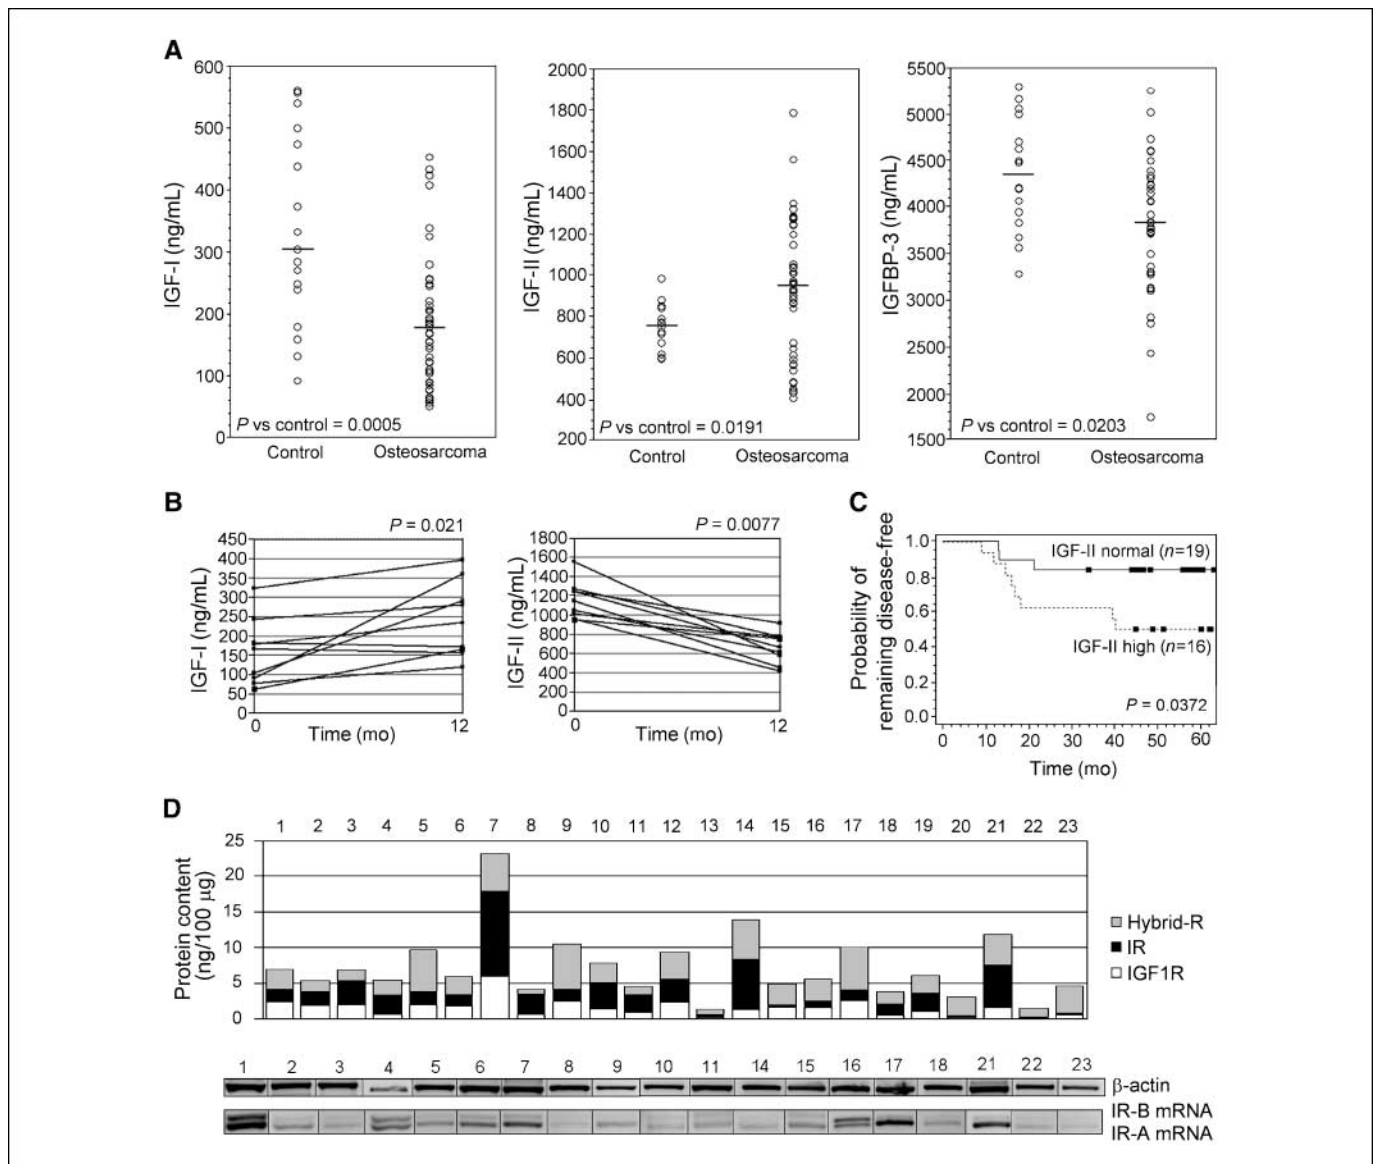 A
600
500
400
300
200
100
0
IGF-I (ng/mL)
P vs control = 0.0005
Control Osteosarcoma
2000
1800
1600
1400
1200
1000
800
600
400
200
IGF-II (ng/mL)
P vs control = 0.0191
Control Osteosarcoma
5500
5000
4500
4000
3500
3000
2500
2000
1500
IGFBP-3 (ng/mL)
P vs control = 0.0203
Control Osteosarcoma
B
P = 0.021
450
400
350
300
250
200
150
100
50
0
IGF-I (ng/mL)
0 12
Time (mo)
P = 0.0077
1800
1600
1400
1200
1000
800
600
400
200
0
IGF-II (ng/mL)
0 12
Time (mo)
C
Probability of
remaining disease-free
1.0
0.8
0.6
0.4
0.2
0.0
IGF-II normal (n=19)
IGF-II high (n=16)
P = 0.0372
0 10 20 30 40 50 60
Time (mo)
D
1 2 3 4 5 6 7 8 9 10 11 12 13 14 15 16 17 18 19 20 21 22 23
25
20
15
10
5
0
Protein content
(ng/100 µg)
Hybrid-R
IR
IGF1R
1 2 3 4 5 6 7 8 9 10 11 14 15 16 17 18 21 22 23
β-actin
IR-B mRNA
IR-A mRNA